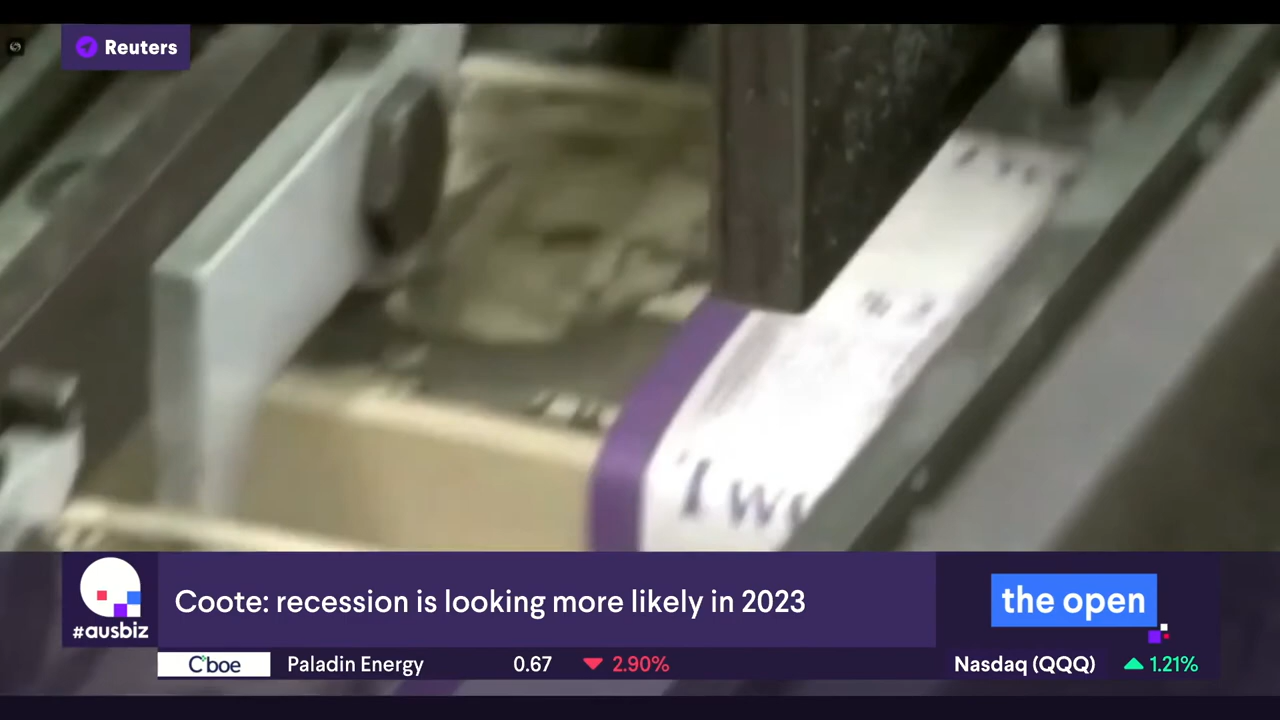 Reuters
Two
Coote: recession is looking more likely in 2023
the open
#ausbiz
Cboe Paladin Energy 0.67 2.90% Nasdaq (QQQ) 1.21%